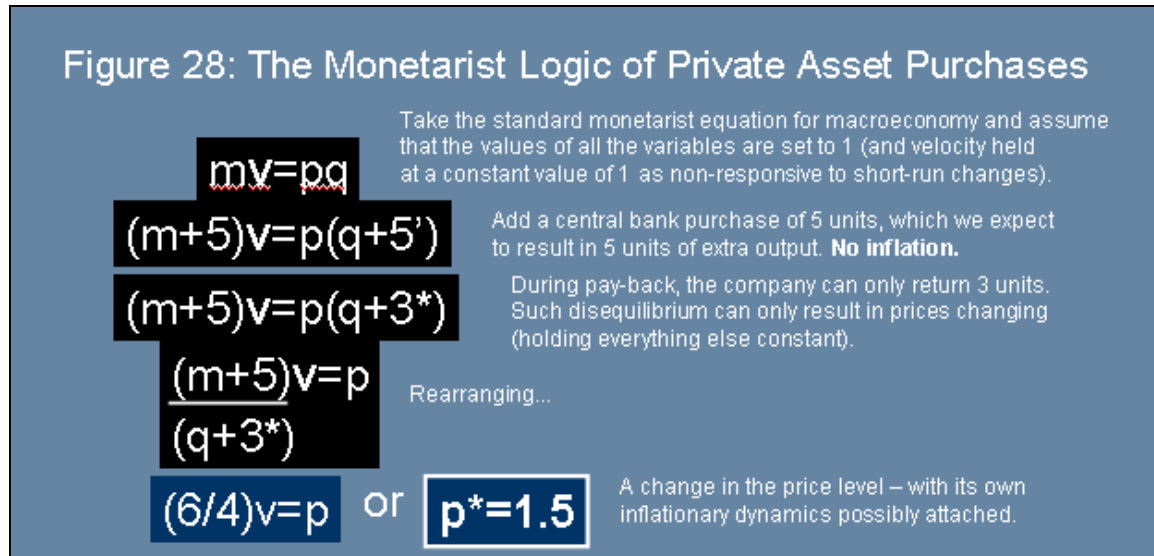 Figure 28: The Monetarist Logic of Private Asset Purchases
Take the standard monetarist equation for macroeconomy and assume
that the values of all the variables are set to 1 (and velocity held
at a constant value of 1 as non-responsive to short-run changes).
mv=pq
(m+5)v=p(q+5’)
Add a central bank purchase of 5 units, which we expect
to result in 5 units of extra output. No inflation.
(m+5)v=p(q+3*)
During pay-back, the company can only return 3 units.
Such disequilibrium can only result in prices changing
(holding everything else constant).
(m+5)v=p
(q+3*)
Rearranging...
(6/4)v=p or p*=1.5
A change in the price level – with its own
inflationary dynamics possibly attached.